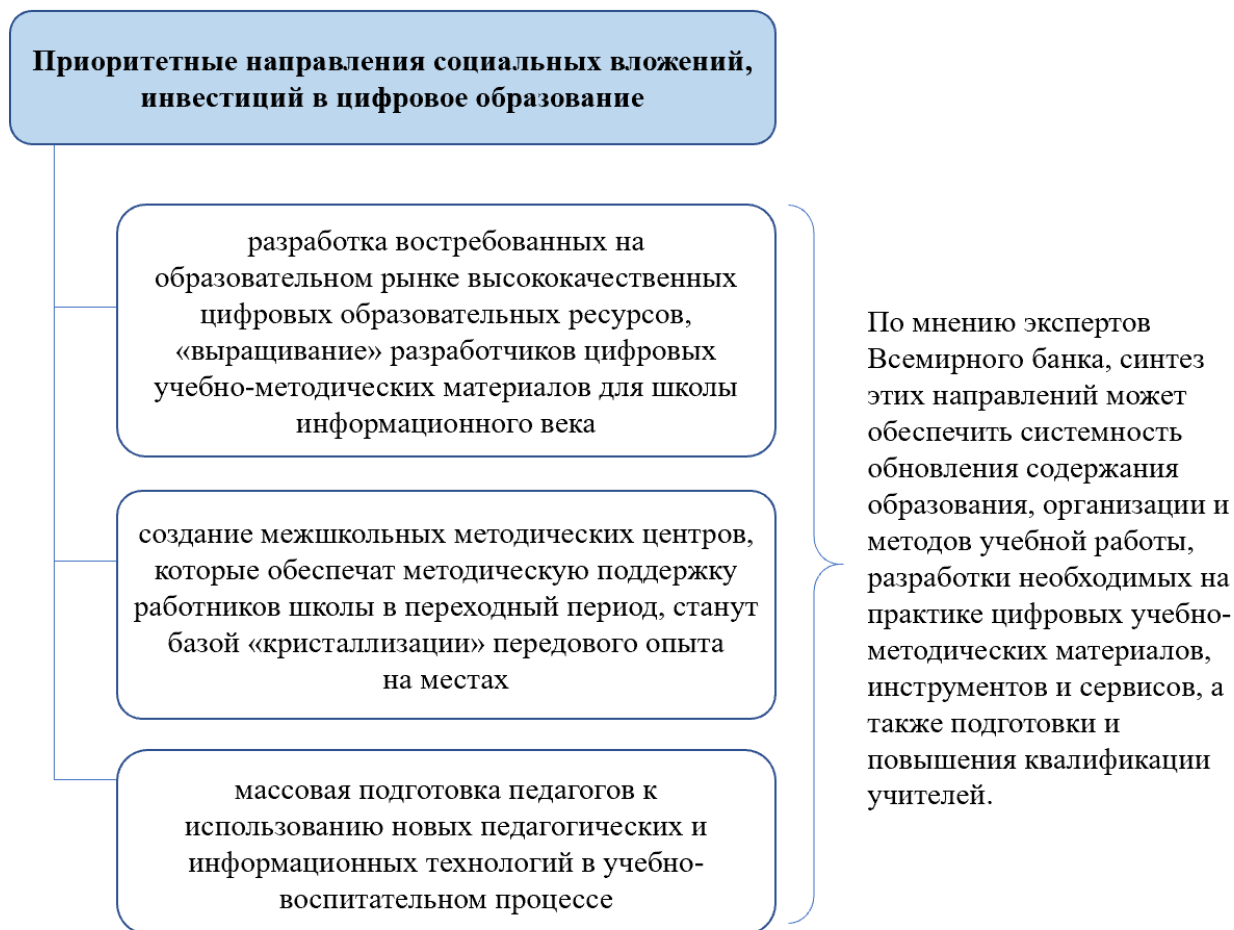 Приоритетные направления социальных вложений,
инвестиций в цифровое образование
разработка востребованных на
образовательном рынке высококачественных
цифровых образовательных ресурсов,
«выращивание» разработчиков цифровых
учебно-методических материалов для школы
информационного века
создание межшкольных методических центров,
которые обеспечат методическую поддержку
работников школы в переходный период, станут
базой «кристаллизации» передового опыта
на местах
массовая подготовка педагогов к
использованию новых педагогических и
информационных технологий в учебно-
воспитательном процессе
По мнению экспертов
Всемирного банка, синтез
этих направлений может
обеспечить системность
обновления содержания
образования, организации и
методов учебной работы,
разработки необходимых на
практике цифровых учебно-
методических материалов,
инструментов и сервисов, а
также подготовки и
повышения квалификации
учителей.